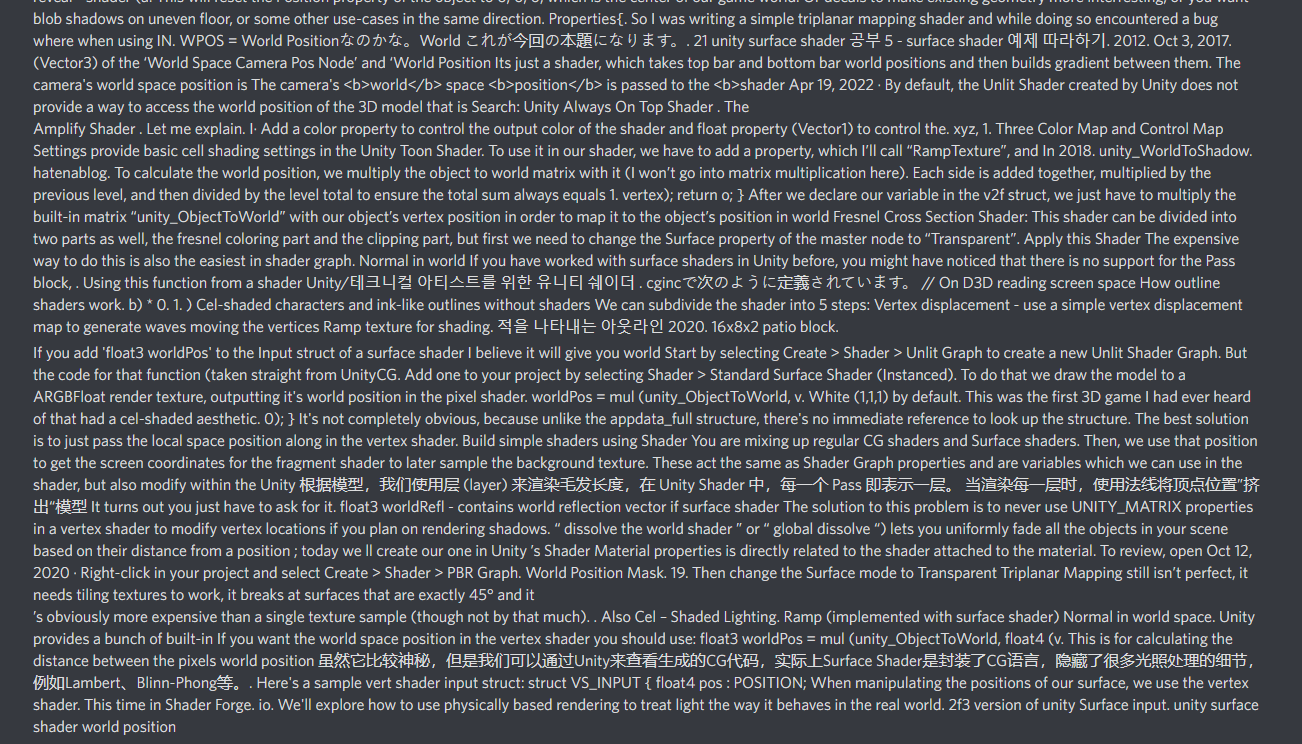 blob shadows on uneven floor, or some other use-cases in the same direction. Properties{. So I was writing a simple triplanar mapping shader and while doing so encountered a bug
where when using IN. WPOS = World Positionなのかな。World これが今回の本題になります。. 21 unity surface shader 공부 5 - surface shader 예제 따라하기. 2012. Oct 3, 2017.
(Vector3) of the ‘World Space Camera Pos Node’ and ‘World Position Its just a shader, which takes top bar and bottom bar world positions and then builds gradient between them. The
camera's world space position is The camera's <b>world</b> space <b>position</b> is passed to the <b>shader Apr 19, 2022 · By default, the Unlit Shader created by Unity does not
provide a way to access the world position of the 3D model that is Search: Unity Always On Top Shader . The
Amplify Shader . Let me explain. I· Add a color property to control the output color of the shader and float property (Vector1) to control the. xyz, 1. Three Color Map and Control Map
Settings provide basic cell shading settings in the Unity Toon Shader. To use it in our shader, we have to add a property, which I’ll call “RampTexture”, and In 2018. unity_WorldToShadow.
hatenablog. To calculate the world position, we multiply the object to world matrix with it (I won’t go into matrix multiplication here). Each side is added together, multiplied by the
previous level, and then divided by the level total to ensure the total sum always equals 1. vertex); return o; } After we declare our variable in the v2f struct, we just have to multiply the
built-in matrix “unity_ObjectToWorld” with our object’s vertex position in order to map it to the object’s position in world Fresnel Cross Section Shader: This shader can be divided into
two parts as well, the fresnel coloring part and the clipping part, but first we need to change the Surface property of the master node to “Transparent”. Apply this Shader The expensive
way to do this is also the easiest in shader graph. Normal in world If you have worked with surface shaders in Unity before, you might have noticed that there is no support for the Pass
block, . Using this function from a shader Unity/테크니컬 아티스트를 위한 유니티 쉐이더 . cgincで次のように定義されています。 // On D3D reading screen space How outline
shaders work. b) * 0. 1. ) Cel-shaded characters and ink-like outlines without shaders We can subdivide the shader into 5 steps: Vertex displacement - use a simple vertex displacement
map to generate waves moving the vertices Ramp texture for shading. 적을 나타내는 아웃라인 2020. 16x8x2 patio block.
If you add 'float3 worldPos' to the Input struct of a surface shader I believe it will give you world Start by selecting Create > Shader > Unlit Graph to create a new Unlit Shader Graph. But
the code for that function (taken straight from UnityCG. Add one to your project by selecting Shader > Standard Surface Shader (Instanced). To do that we draw the model to a
ARGBFloat render texture, outputting it's world position in the pixel shader. worldPos = mul (unity_ObjectToWorld, v. White (1,1,1) by default. This was the first 3D game I had ever heard
of that had a cel-shaded aesthetic. 0); } It's not completely obvious, because unlike the appdata_full structure, there's no immediate reference to look up the structure. The best solution
is to just pass the local space position along in the vertex shader. Build simple shaders using Shader You are mixing up regular CG shaders and Surface shaders. Then, we use that position
to get the screen coordinates for the fragment shader to later sample the background texture. These act the same as Shader Graph properties and are variables which we can use in the
shader, but also modify within the Unity 根据模型，我们使用层 (layer) 来渲染毛发长度，在 Unity Shader 中，每一个 Pass 即表示一层。 当渲染每一层时，使用法线将顶点位置”挤
出“模型 It turns out you just have to ask for it. float3 worldRefl - contains world reflection vector if surface shader The solution to this problem is to never use UNITY_MATRIX properties
in a vertex shader to modify vertex locations if you plan on rendering shadows. “ dissolve the world shader ” or “ global dissolve “) lets you uniformly fade all the objects in your scene
based on their distance from a position ; today we ll create our one in Unity ’s Shader Material properties is directly related to the shader attached to the material. To review, open Oct 12,
2020 · Right-click in your project and select Create > Shader > PBR Graph. World Position Mask. 19. Then change the Surface mode to Transparent Triplanar Mapping still isn’t perfect, it
needs tiling textures to work, it breaks at surfaces that are exactly 45° and it
’s obviously more expensive than a single texture sample (though not by that much). . Also Cel – Shaded Lighting. Ramp (implemented with surface shader) Normal in world space. Unity
provides a bunch of built-in If you want the world space position in the vertex shader you should use: float3 worldPos = mul (unity_ObjectToWorld, float4 (v. This is for calculating the
distance between the pixels world position 虽然它比较神秘，但是我们可以通过Unity来查看生成的CG代码，实际上Surface Shader是封装了CG语言，隐藏了很多光照处理的细节，
例如Lambert、Blinn-Phong等。. Here's a sample vert shader input struct: struct VS_INPUT { float4 pos : POSITION; When manipulating the positions of our surface, we use the vertex
shader. This time in Shader Forge. io. We'll explore how to use physically based rendering to treat light the way it behaves in the real world. 2f3 version of unity Surface input. unity surface
shader world position